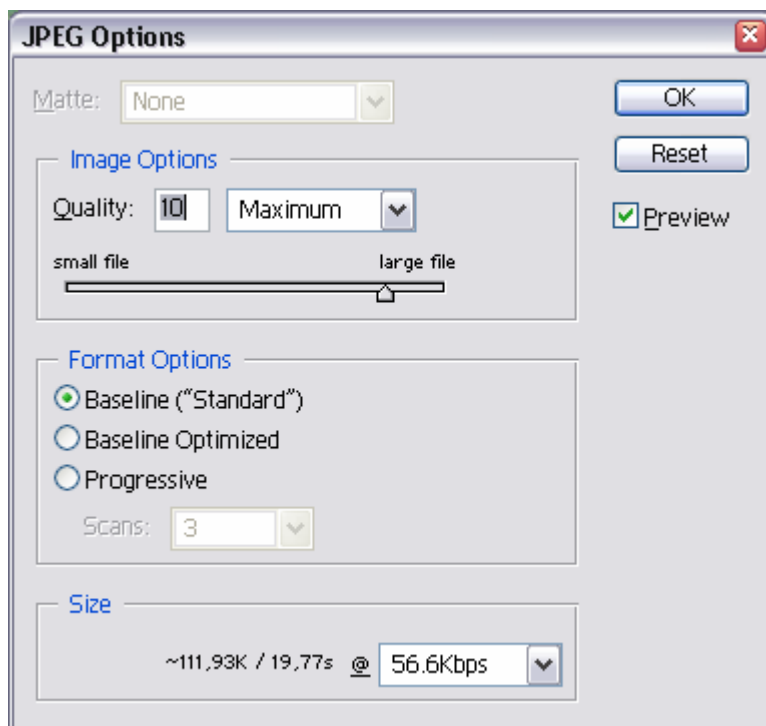 JPEG Options
Matte: None
OK
Image Options
Reset
Quality: 10 Maximum
Preview
small file large file
Format Options
Baseline (“Standard”)
Baseline Optimized
Progressive
Scans: 3
Size
~111,93K / 19,77s @ 56.6Kbps